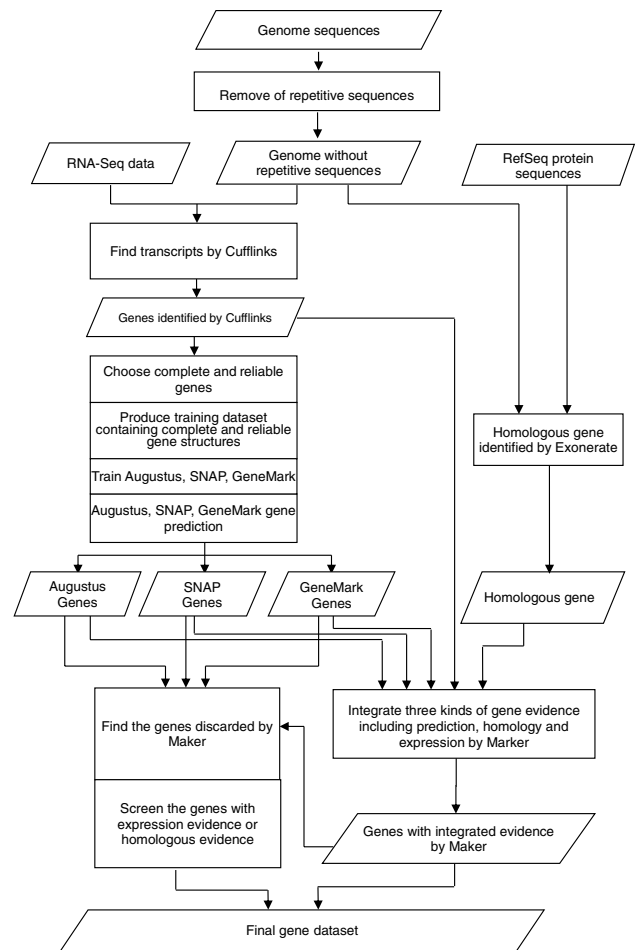 Genome sequences
Remove of repetitive sequences
RNA-Seq data
Genome without
repetitive sequences
RefSeq protein
sequences
Find transcripts by Cufflinks
Genes identified by Cufflinks
Choose complete and reliable
genes
Produce training dataset
containing complete and reliable
gene structures
Train Augustus, SNAP, GeneMark
Augustus, SNAP, GeneMark gene
prediction
Homologous gene
identified by Exonerate
Augustus
Genes
SNAP
Genes
GeneMark
Genes
Homologous gene
Find the genes discarded by
Maker
Integrate three kinds of gene evidence
including prediction, homology and
expression by Marker
Screen the genes with
expression evidence or
homologous evidence
Genes with integrated evidence
by Maker
Final gene dataset